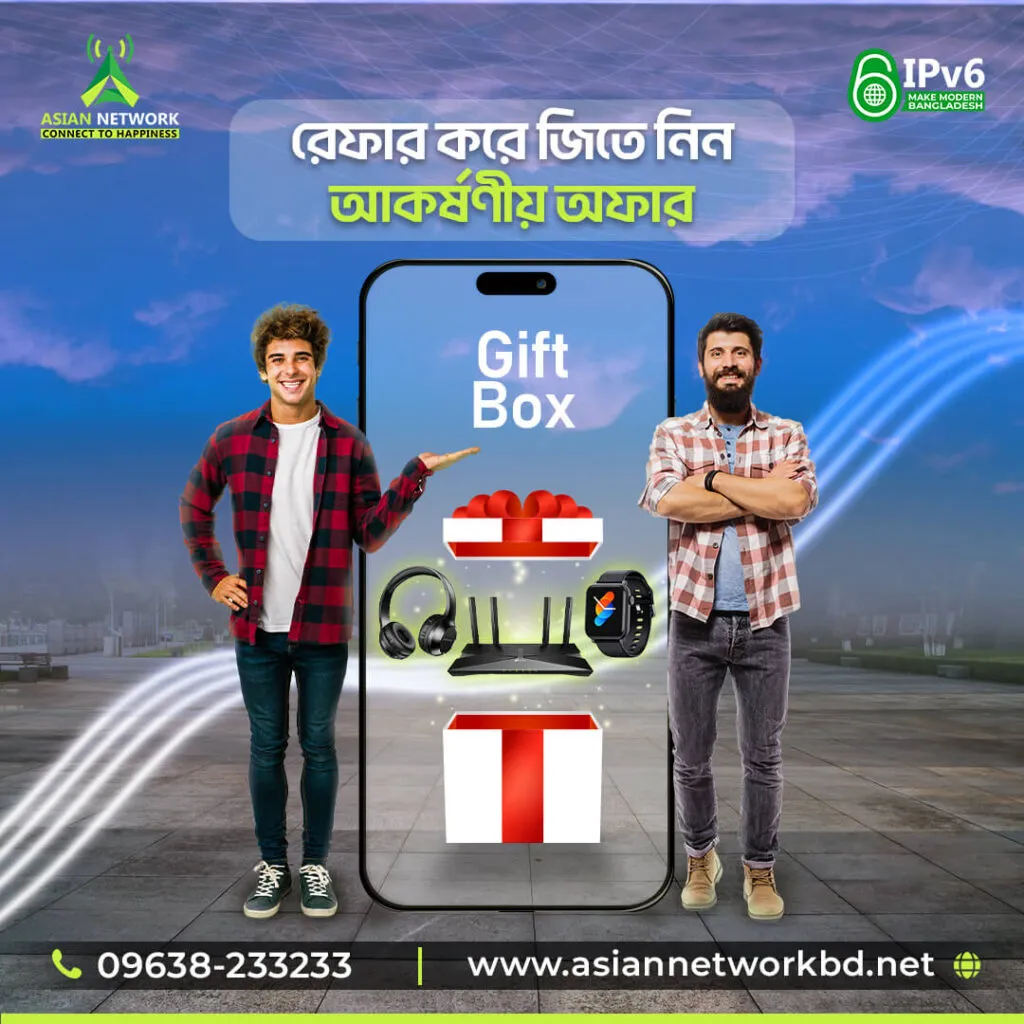 ASIAN NETWORK
CONNECT TO HAPPINESS
IPv6
MAKE MODERN
BANGLADESH
রেফার করে জিতে নিন
আকর্ষণীয় অফার
Gift
Box
09638-233233
www.asiannetworkbd.net